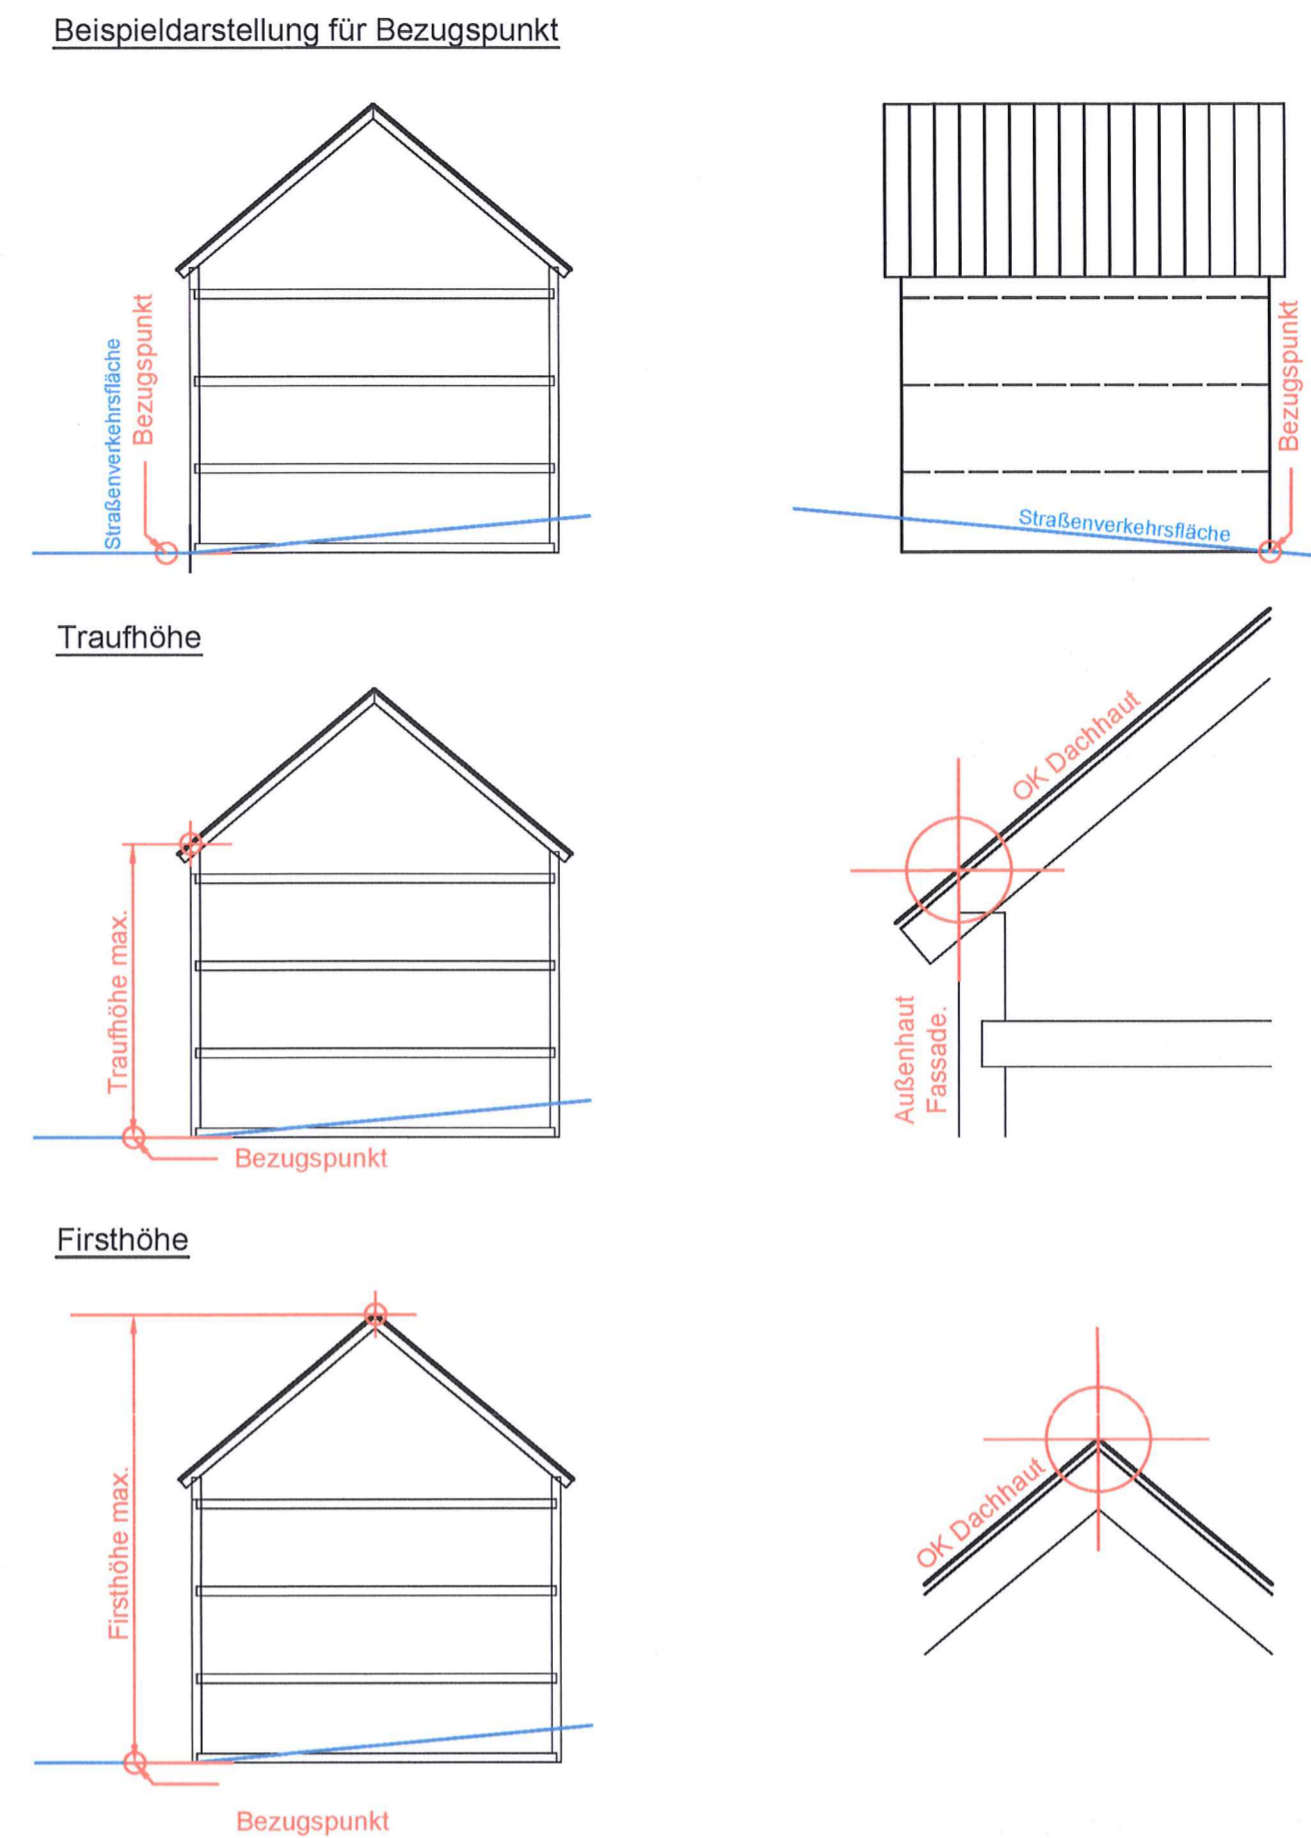 Beispieldarstellung für Bezugspunkt
Straßenverkehrsfläche
Bezugspunkt
Straßenverkehrsfläche
Bezugspunkt
Traufhöhe
Traufhöhe max.
Bezugspunkt
OK Dachhaut
Außenhaut
Fassade.
Firsthöhe
Firsthöhe max.
Bezugspunkt
OK Dachhaut